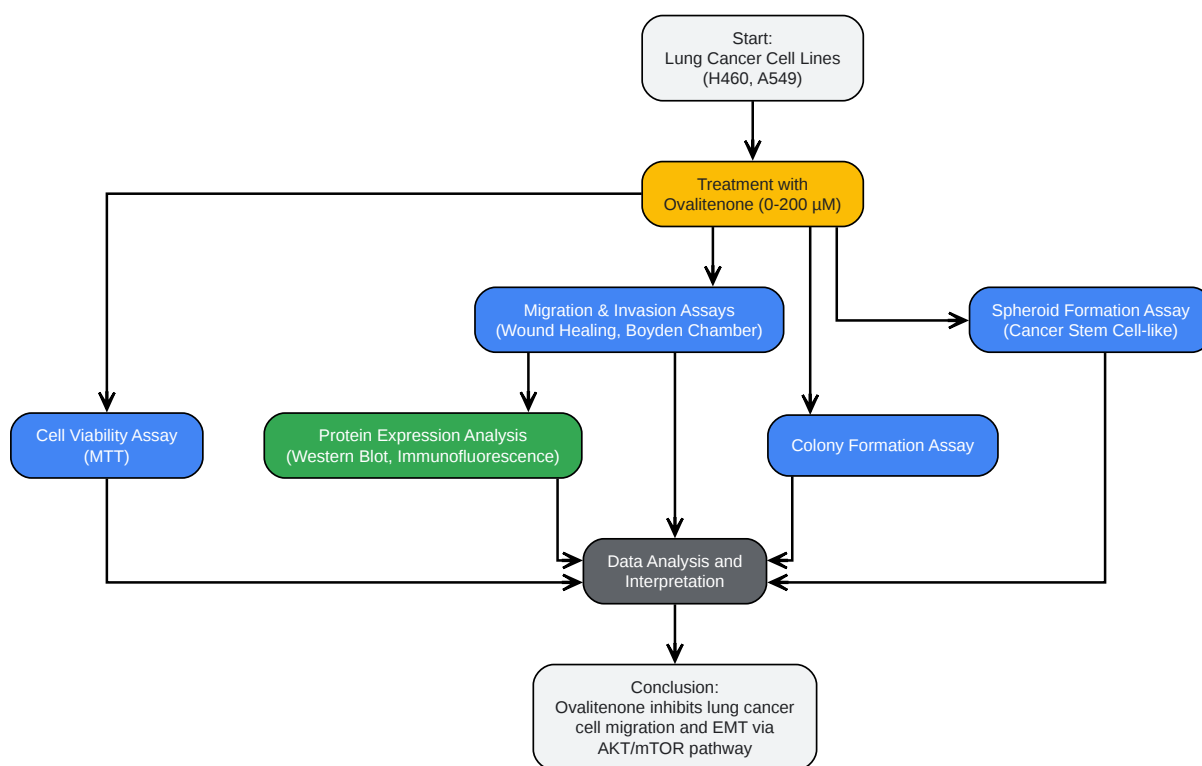 Start:
Lung Cancer Cell Lines
(H460, A549)
Treatment with
Ovalitenone (0-200 µM)
Migration & Invasion Assays
(Wound Healing, Boyden Chamber)
Spheroid Formation Assay
(Cancer Stem Cell-like)
Cell Viability Assay
(MTT)
Protein Expression Analysis
(Western Blot, Immunofluorescence)
Colony Formation Assay
Data Analysis and
Interpretation
Conclusion:
Ovalitenone inhibits lung cancer
cell migration and EMT via
AKT/mTOR pathway